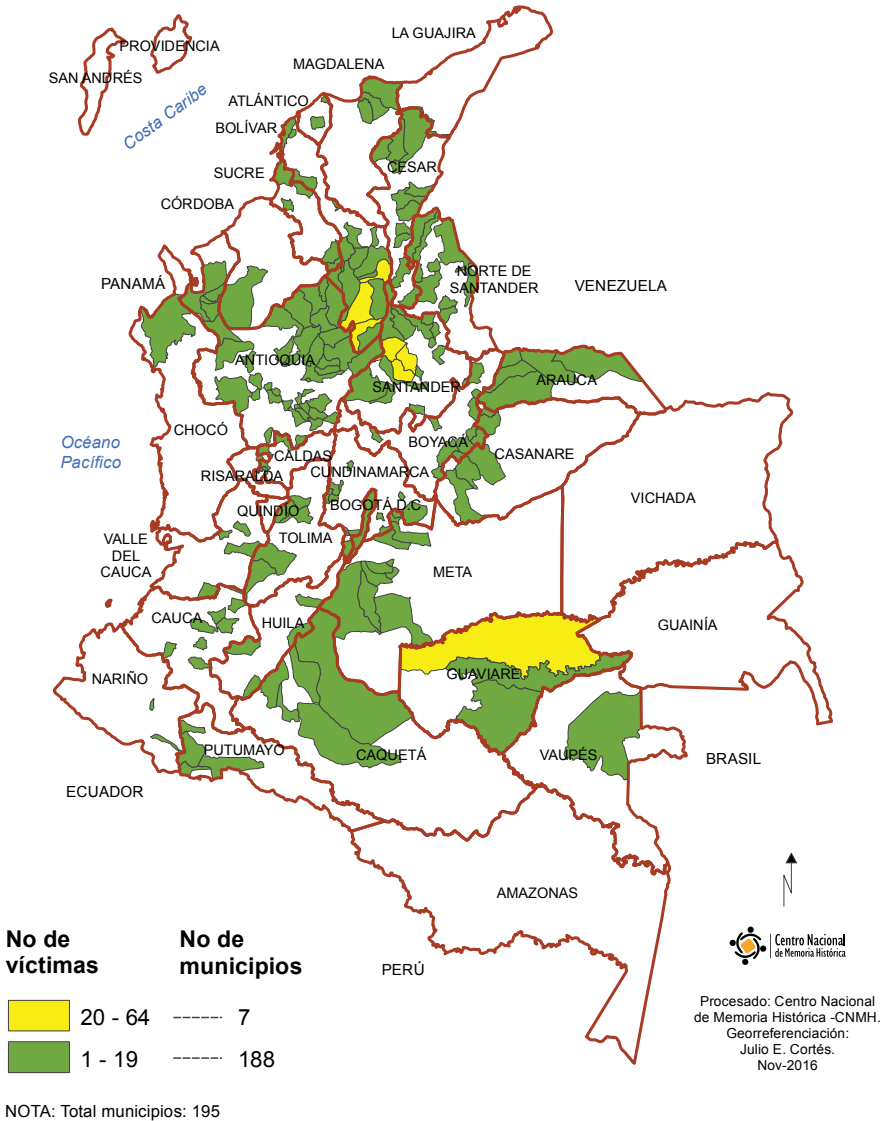 LA GUAJIRA
PROVIDENCIA
MAGDALENA
SAN ANDRÉS
ATLÁNTICO
Costa Caribe
BOLÍVAR
CESAR
SUCRE
CÓRDOBA
PANAMÁ
NORTE DE
SANTANDER
VENEZUELA
ANTIOQUIA
SANTANDER
ARAUCA
CHOCÓ
Océano
Pacífico
BOYACÁ
CASANARE
CALDAS
RISARALDA
CUNDINAMARCA
VICHADA
QUINDIO
BOGOTÁ D.C
TOLIMA
VALLE
DEL
CAUCA
META
CAUCA
HUILA
GUAINÍA
NARIÑO
GUAVIARE
PUTUMAYO
CAQUETÁ
VAUPÉS
BRASIL
ECUADOR
AMAZONAS
PERÚ
N
No de
víctimas
No de
municipios
20 - 64 ------ 7
1 - 19 ------ 188
Centro Nacional
de Memoria Histórica
Procesado: Centro Nacional
de Memoria Histórica -CNMH.
Georreferenciación:
Julio E. Cortés.
Nov-2016
NOTA: Total municipios: 195